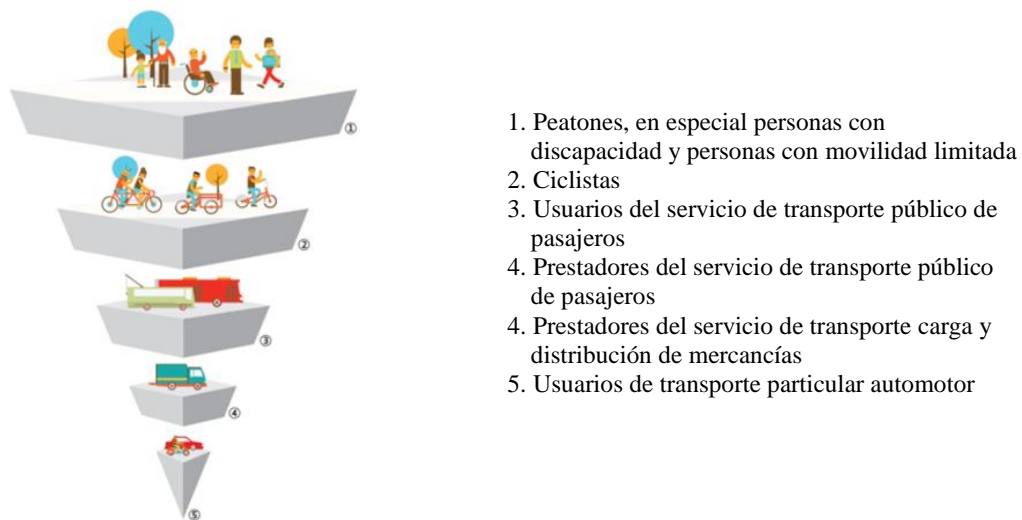 ①
②
③
④
⑤
1. Peatones, en especial personas con
discapacidad y personas con movilidad limitada
2. Ciclistas
3. Usuarios del servicio de transporte público de
pasajeros
4. Prestadores del servicio de transporte público
de pasajeros
4. Prestadores del servicio de transporte carga y
distribución de mercancías
5. Usuarios de transporte particular automotor